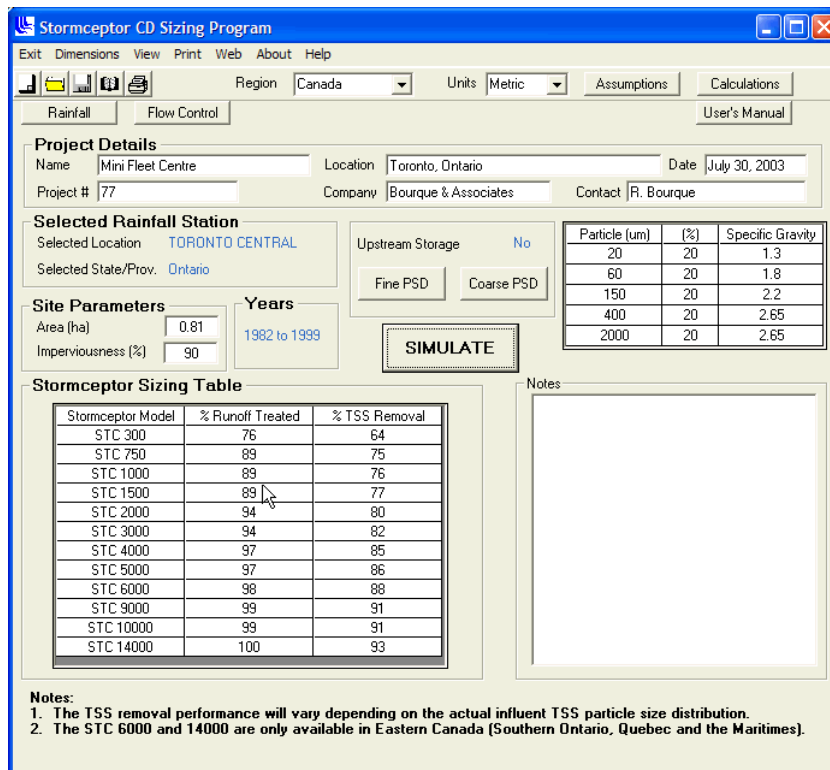 Stormceptor CD Sizing Program
Exit Dimensions View Print Web About Help
Region Canada Units Metric Assumptions Calculations
Rainfall Flow Control User's Manual
Project Details
Name Mini Fleet Centre Location Toronto, Ontario Date July 30, 2003
Project # 77 Company Bourque & Associates Contact R. Bourque
Selected Rainfall Station
Selected Location TORONTO CENTRAL
Selected State/Prov. Ontario
Upstream Storage No
Fine PSD Coarse PSD
Particle (um) (%) Specific Gravity
20 20 1.3
60 20 1.8
150 20 2.2
400 20 2.65
2000 20 2.65
Site Parameters
Area (ha) 0.81
Imperviousness (%) 90
Years
1982 to 1999
SIMULATE
Stormceptor Sizing Table
Stormceptor Model % Runoff Treated % TSS Removal
STC 300 76 64
STC 750 89 75
STC 1000 89 76
STC 1500 89 77
STC 2000 94 80
STC 3000 94 82
STC 4000 97 85
STC 5000 97 86
STC 6000 98 88
STC 9000 99 91
STC 10000 99 91
STC 14000 100 93
Notes
Notes:
1. The TSS removal performance will vary depending on the actual influent TSS particle size distribution.
2. The STC 6000 and 14000 are only available in Eastern Canada (Southern Ontario, Quebec and the Maritimes).